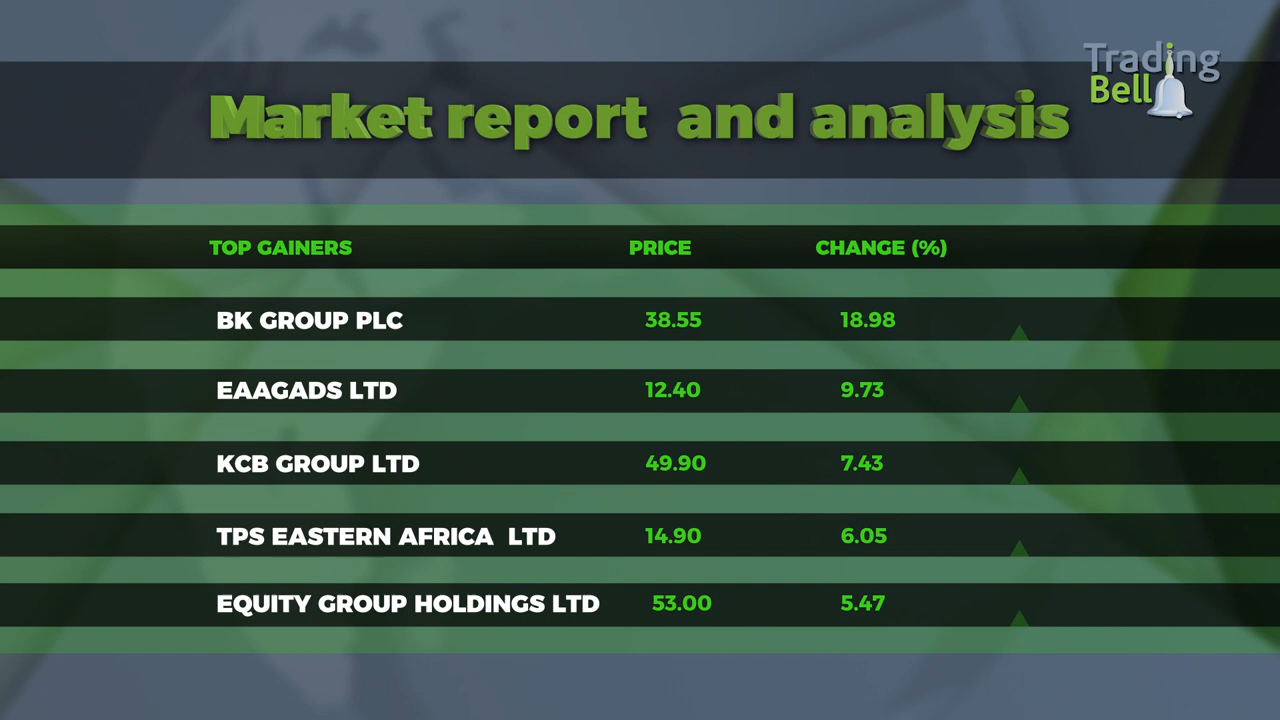 Trading
Bell
Market report and analysis
TOP GAINERS PRICE CHANGE (%)
BK GROUP PLC 38.55 18.98
EAAGADS LTD 12.40 9.73
KCB GROUP LTD 49.90 7.43
TPS EASTERN AFRICA LTD 14.90 6.05
EQUITY GROUP HOLDINGS LTD 53.00 5.47